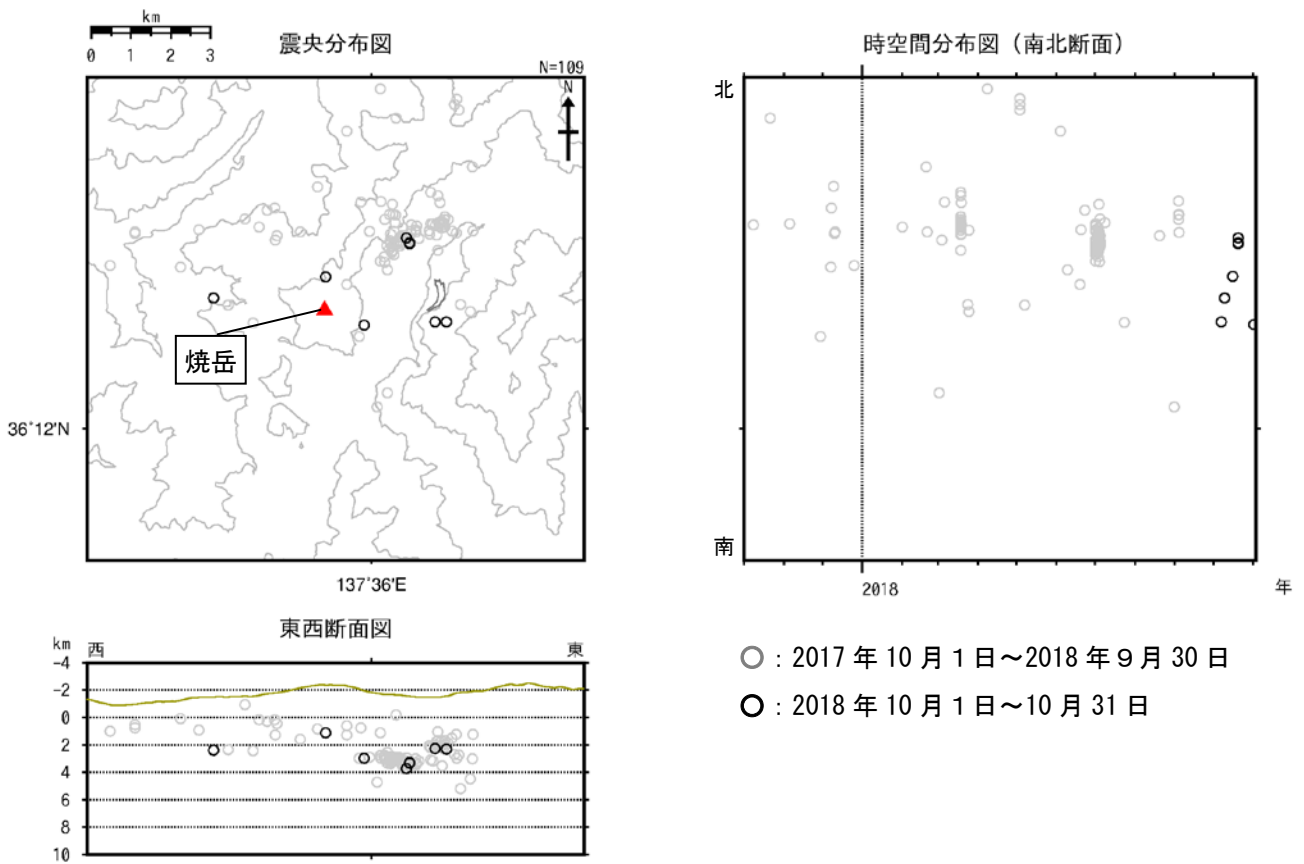 km
0 1 2 3
震央分布図
N=109
N
焼岳
36°12'N
137°36'E
時空間分布図（南北断面）
北
南
2018
年
東西断面図
km
西
東
-4
-2
0
2
4
6
8
10
○：2017 年 10 月 1 日～2018 年 9 月 30 日
○：2018 年 10 月 1 日～10 月 31 日